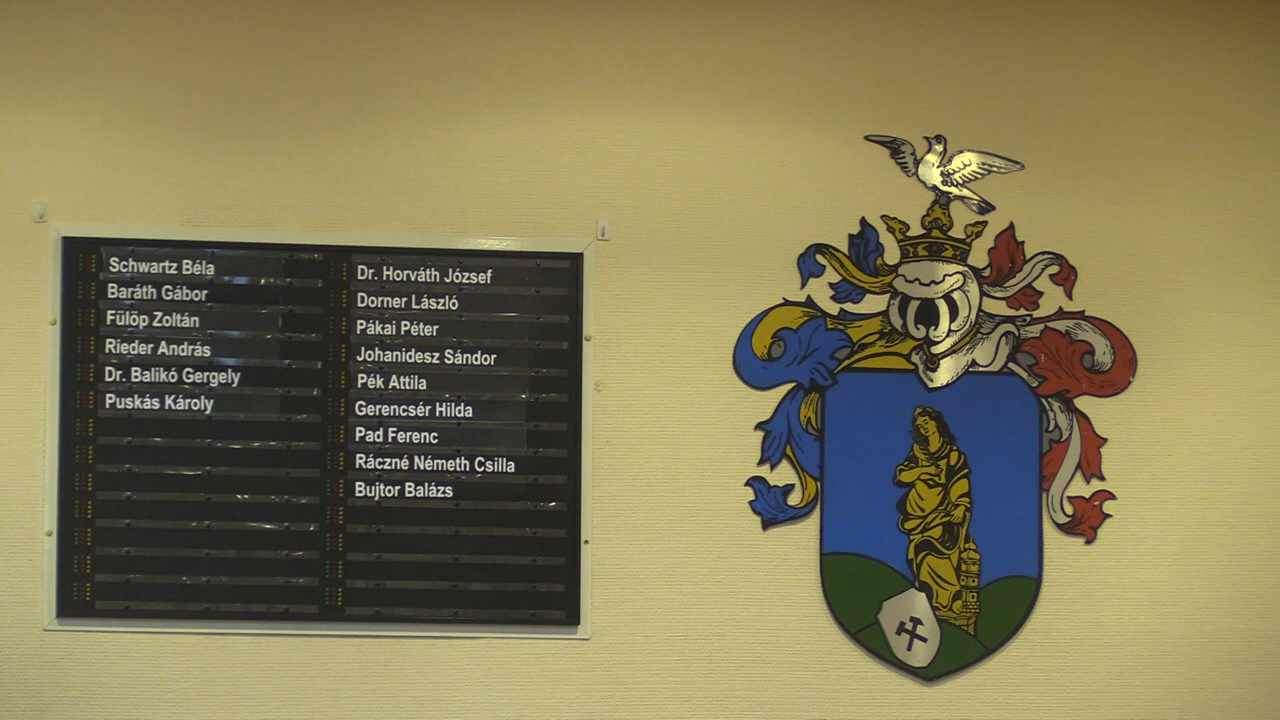 Schwartz Béla
Baráth Gábor
Fülöp Zoltán
Rieder András
Dr. Balikó Gergely
Puskás Károly
Dr. Horváth József
Dorner László
Pákai Péter
Johanidesz Sándor
Pék Attila
Gerencsér Hilda
Pad Ferenc
Ráczné Németh Csilla
Bujtor Balázs